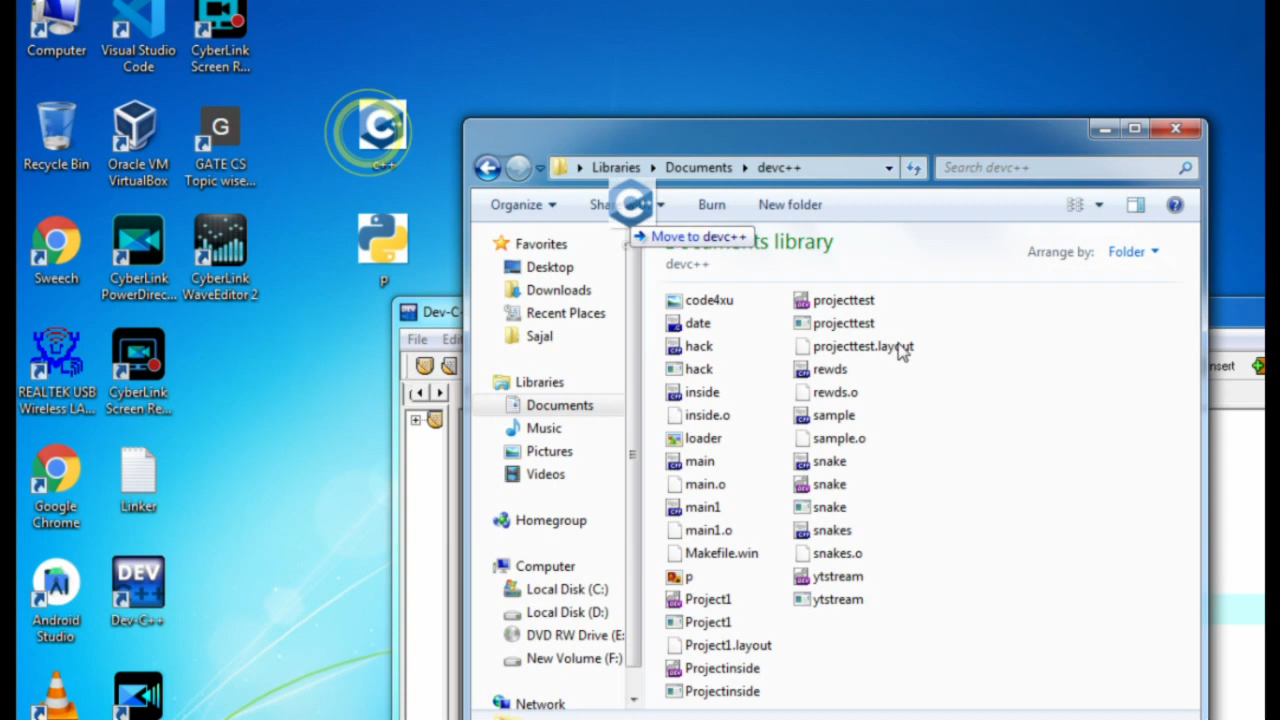 Computer
Visual Studio
Code
CyberLink
Screen R...
Recycle Bin
Oracle VM
VirtualBox
G
GATE CS
Topic wise...
Sweech
CyberLink
PowerDirec...
CyberLink
WaveEditor 2
REALTEK USB
Wireless LA...
CyberLink
Screen Re...
Google
Chrome
Linker
Android
Studio
DEV
C++
Dev-C++
c++
p
Dev-C
File
Edi
nsert
Libraries
Documents
devc++
Search devc++
Organize
Sha
Burn
New folder
Move to devc++
ts library
devc++
Arrange by:
Folder
Favorites
Desktop
Downloads
Recent Places
Sajal
Libraries
Documents
Music
Pictures
Videos
Homegroup
Computer
Local Disk (C:)
Local Disk (D:)
DVD RW Drive (E:
New Volume (F:)
Network
code4xu
date
hack
hack
inside
inside.o
loader
main
main.o
main1
main1.o
Makefile.win
p
Project1
Project1
Project1.layout
Projectinside
Projectinside
projecttest
projecttest
projecttest.layout
rewds
rewds.o
sample
sample.o
snake
snake
snake
snakes
snakes.o
ytstream
ytstream